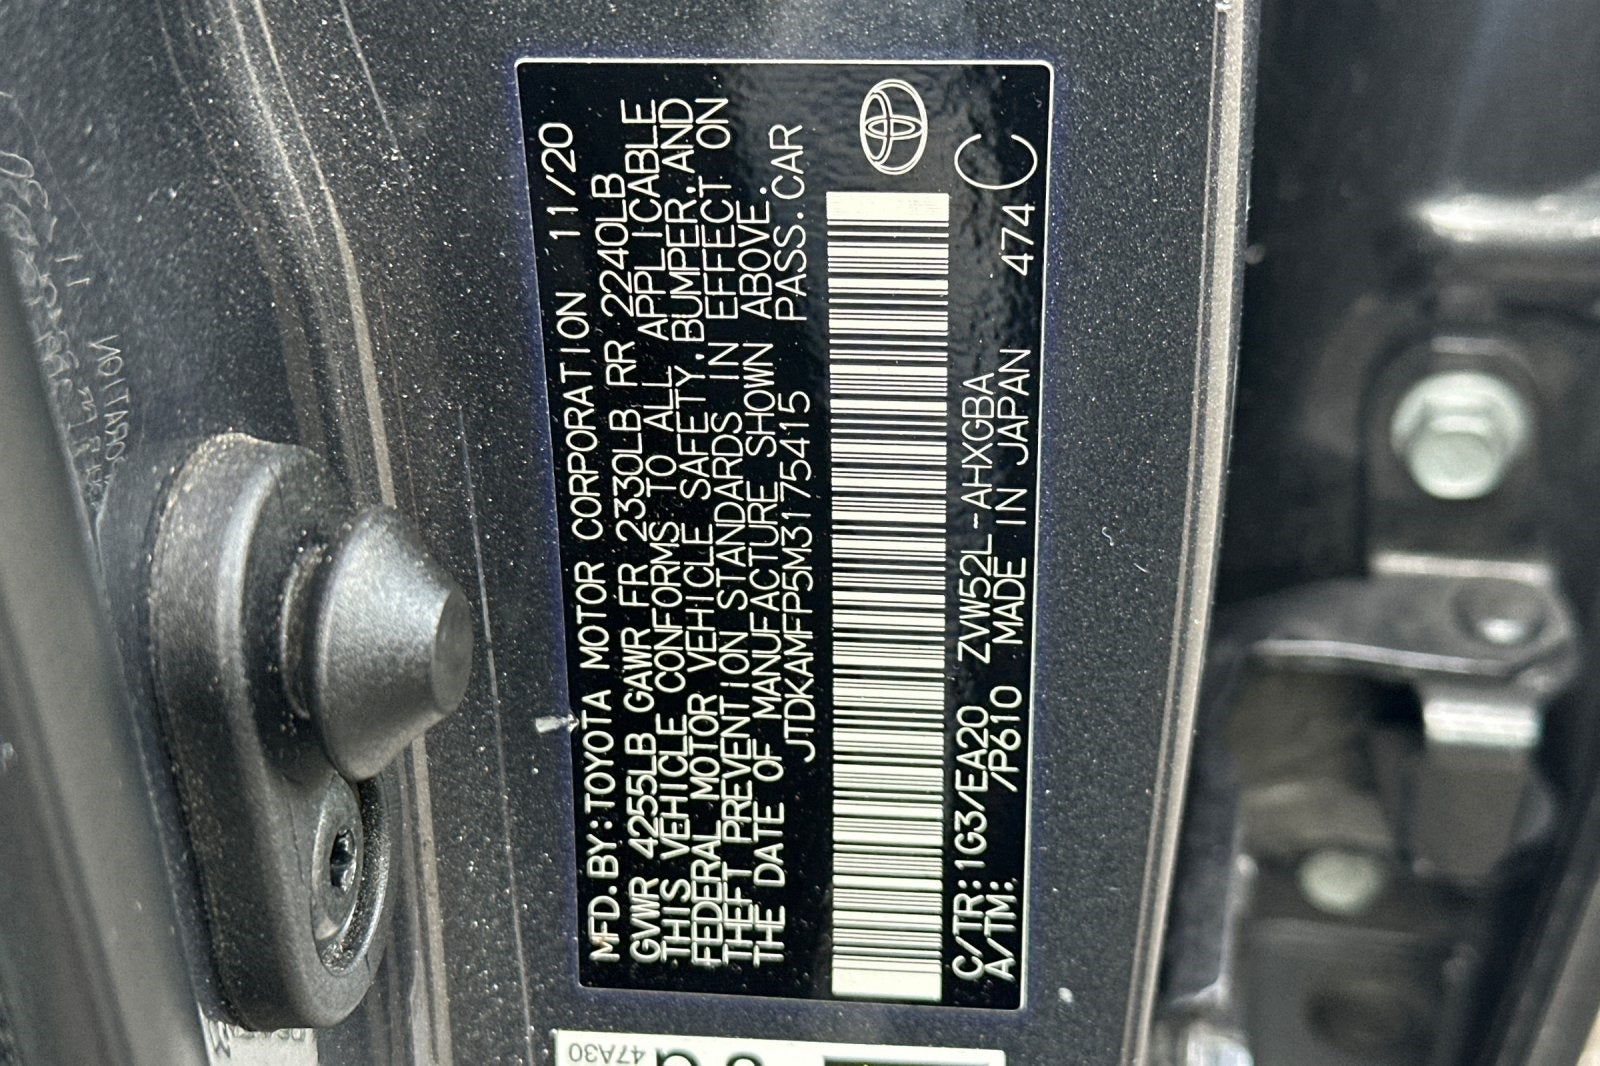 MFD.BY:TOYOTA MOTOR CORPORATION 11/20
GVWR 4255LB GAWR FR 2330LB RR 2240LB
THIS VEHICLE CONFORMS TO ALL APPLICABLE
FEDERAL MOTOR VEHICLE SAFETY, BUMPER, AND
THEFT PREVENTION STANDARDS IN EFFECT ON
THE DATE OF MANUFACTURE SHOWN ABOVE.
JTDKAMFP5M3175415 PASS.CAR
C/TR:1G3/EA20 ZVW52L-AHXGBA
A/TM: /P610 MADE IN JAPAN 474 C
47A30